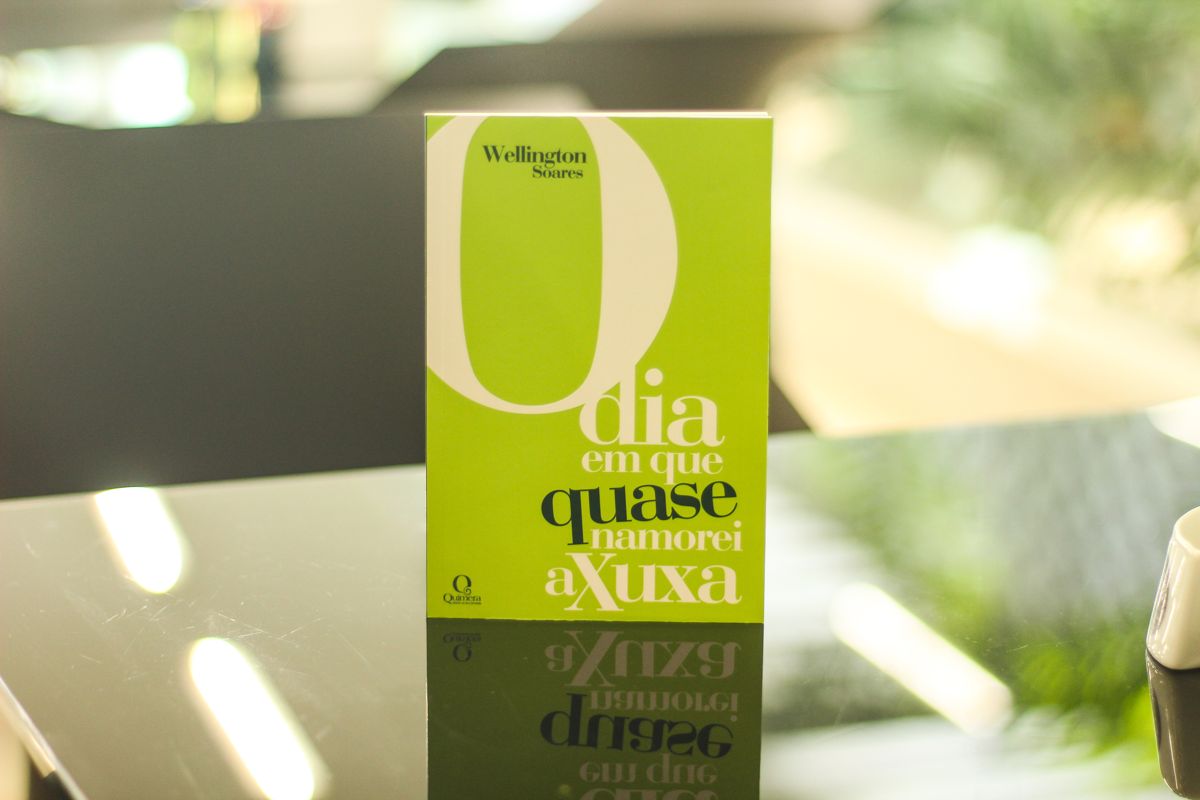 Wellington
Soares
O
dia
em que
quase
namorei
a Xuxa
Quimera